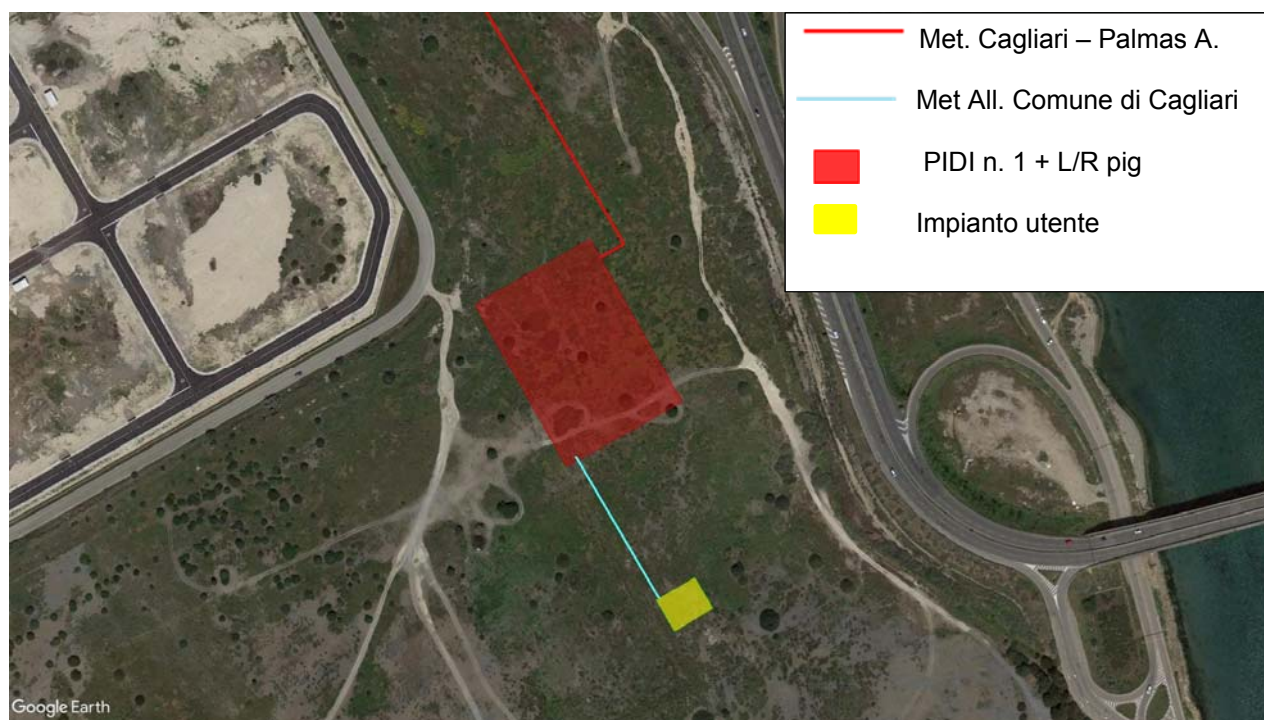 Met. Cagliari – Palmas A.
Met All. Comune di Cagliari
PIDI n. 1 + L/R pig
Impianto utente
Google Earth